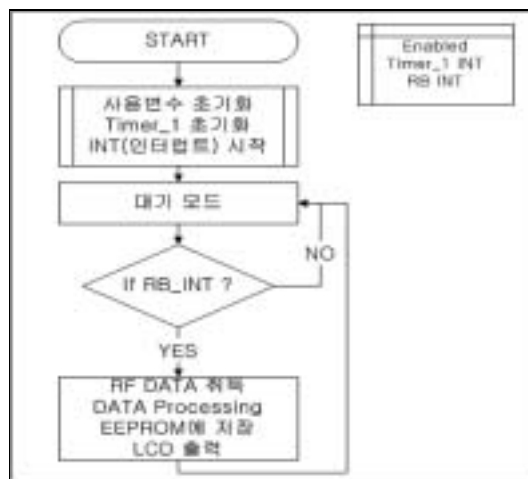 START
Enabled
Timer_1 INT
RB INT
사용변수 초기화
Timer_1 초기화
INT(인터럽트) 시작
대기 모드
NO
If RB_INT ?
YES
RF DATA 취득
DATA Processing
EEPROM에 저장
LCD 출력